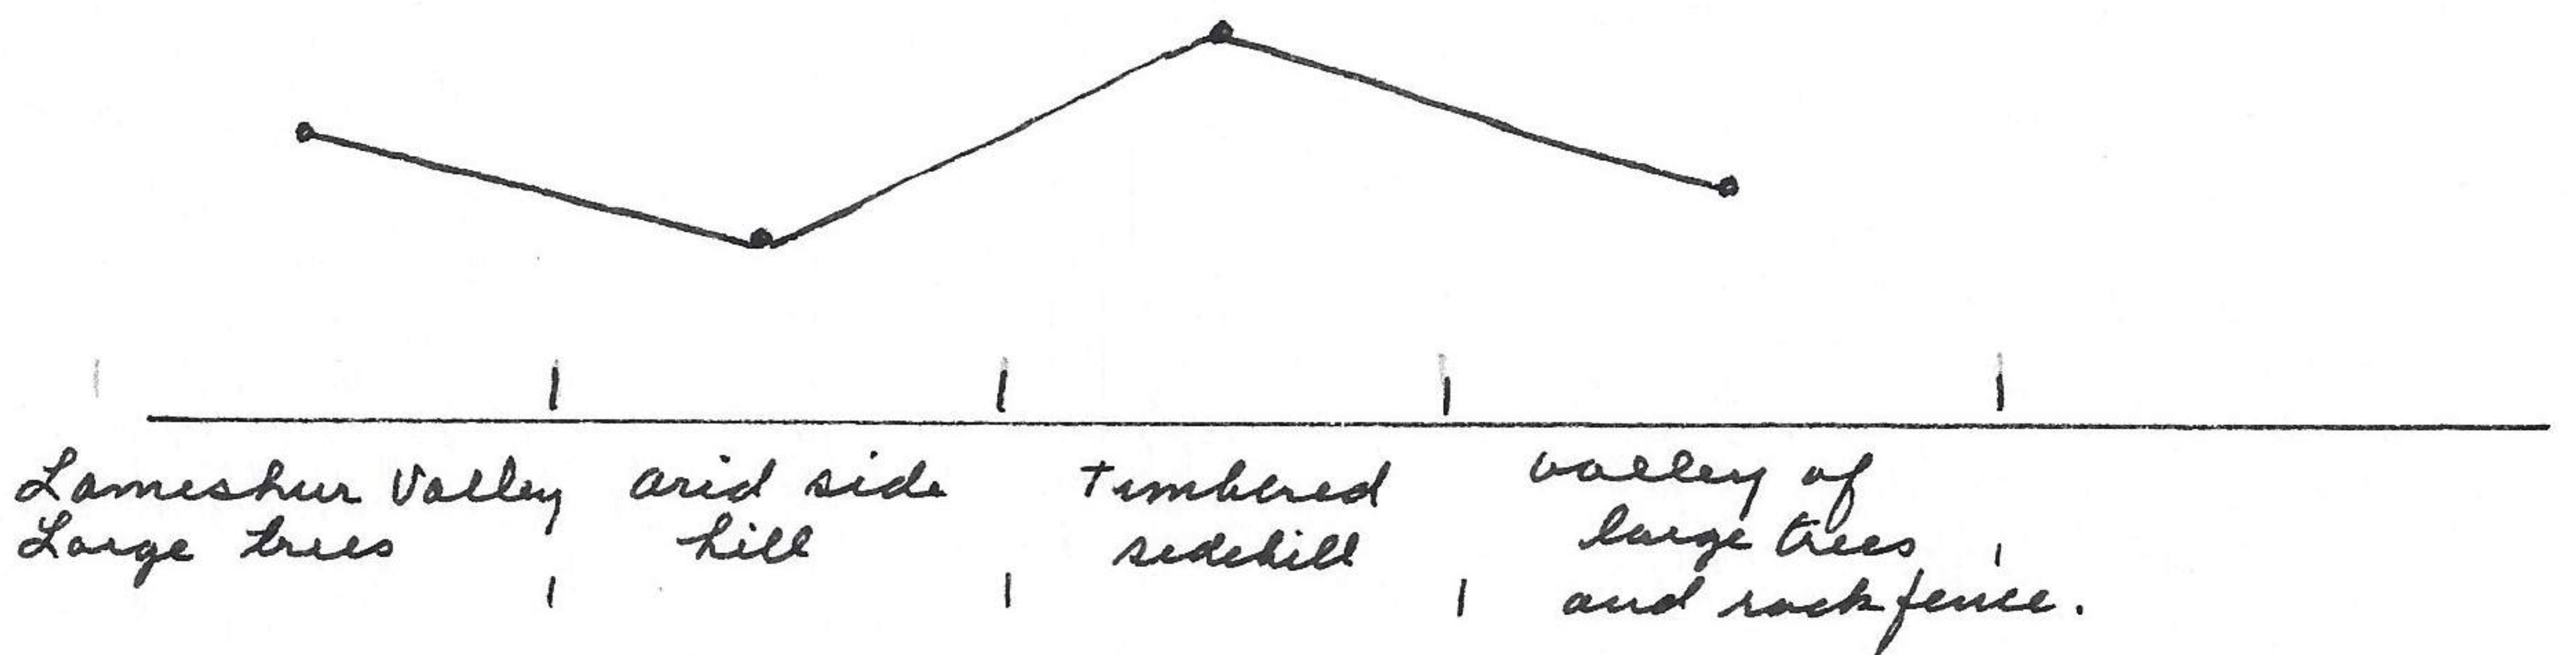 Lameshur Valley
Large trees
arid side
hill
timbered
sidehill
valley of
large trees
and rock fence.